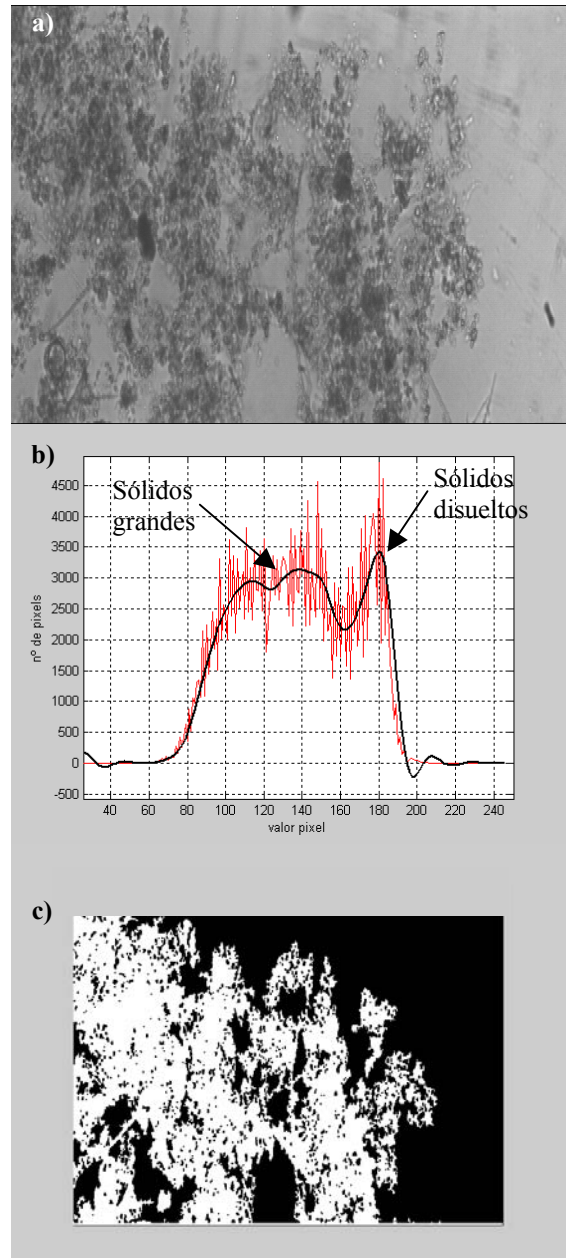 a)
b)
Sólidos
grandes
Sólidos
disueltos
4500
4000
3500
3000
2500
2000
1500
1000
500
0
-500
nº de pixels
40 60 80 100 120 140 160 180 200 220 240
valor pixel
c)